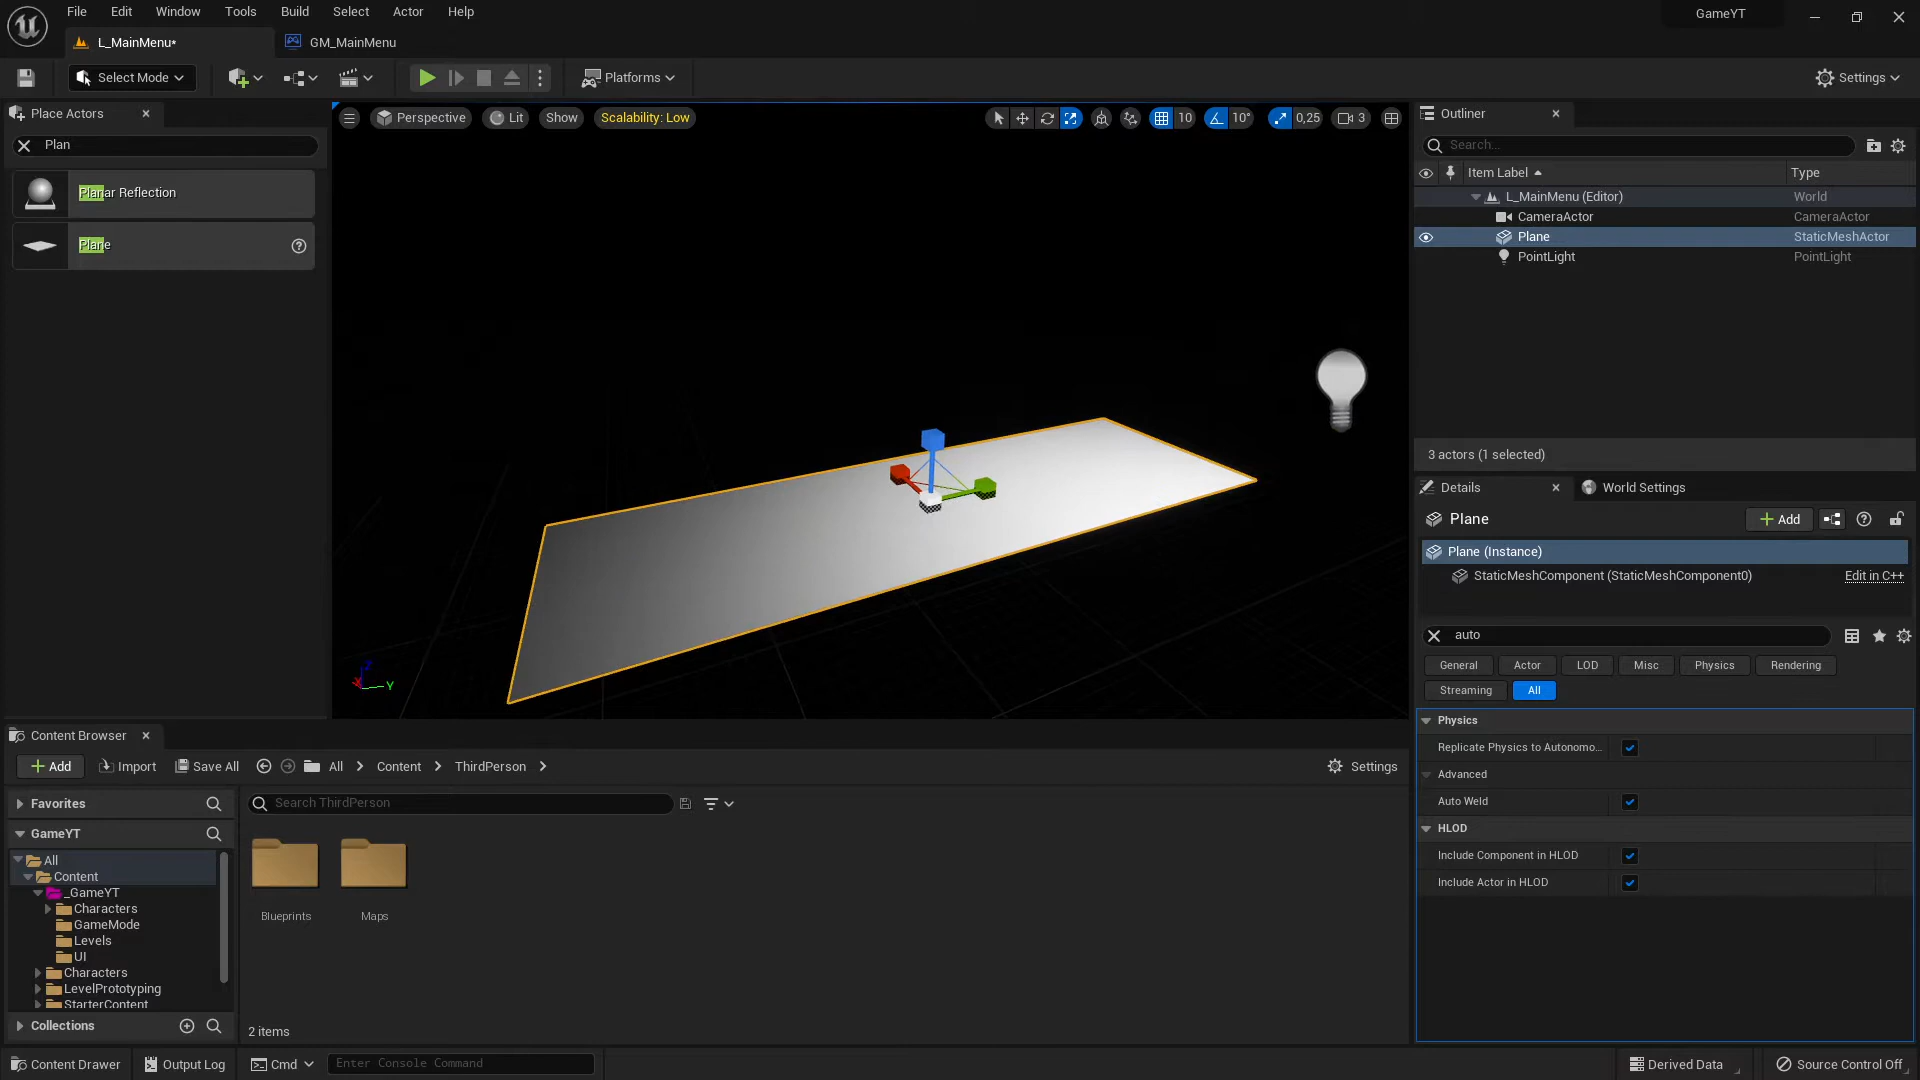 File Edit Window Tools Build Select Actor Help
GameYT
L_MainMenu*
GM_MainMenu
Select Mode
Platforms
Settings
Place Actors
Plan
Planar Reflection
Plane
Perspective
Lit
Show
Scalability: Low
10
10°
0,25
3
Outliner
Search...
Item Label
Type
L_MainMenu (Editor) World
CameraActor CameraActor
Plane StaticMeshActor
PointLight PointLight
3 actors (1 selected)
Details
World Settings
Plane
Add
Plane (Instance)
StaticMeshComponent (StaticMeshComponent0) Edit in C++
auto
General Actor LOD Misc Physics Rendering
Streaming All
Physics
Replicate Physics to Autonomo...
Advanced
Auto Weld
HLOD
Include Component in HLOD
Include Actor in HLOD
Z
X
Y
Content Browser
Add Import Save All All Content ThirdPerson Settings
Favorites
Search ThirdPerson
GameYT
All
Content
_GameYT
Characters
GameMode
Levels
UI
Characters
LevelPrototyping
StarterContent
Collections
Blueprints
Maps
2 items
Content Drawer Output Log Cmd Enter Console Command Derived Data Source Control Off